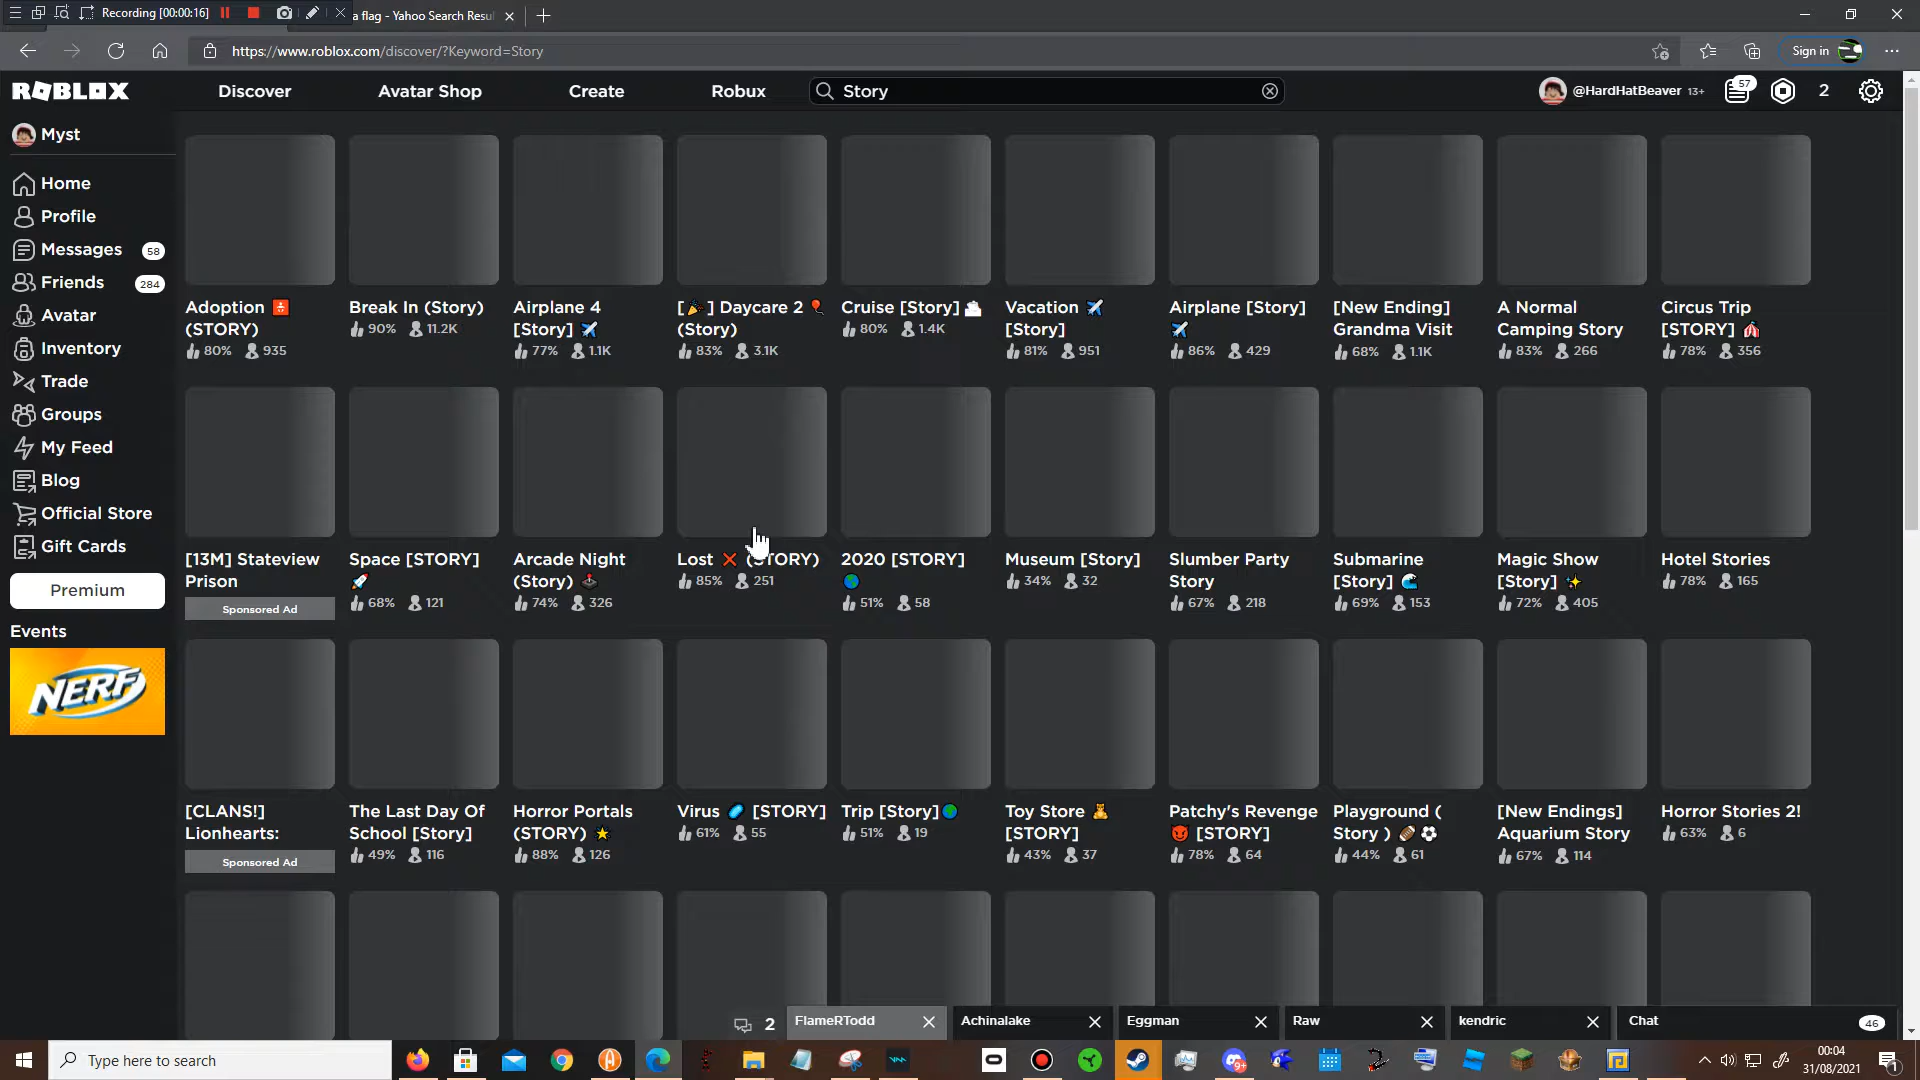 Recording [00:00:16]
a flag - Yahoo Search Resul
https://www.roblox.com/discover/?Keyword=Story
Sign in
ROBLOX
Discover
Avatar Shop
Create
Robux
Story
@HardHatBeaver 13+
57
2
Myst
Home
Profile
Messages 58
Friends 284
Avatar
Inventory
Trade
Groups
My Feed
Blog
Official Store
Gift Cards
Premium
Events
NERF
Adoption
(STORY)
80% 935
Break In (Story)
90% 11.2K
Airplane 4
[Story]
77% 1.1K
[🎉] Daycare 2
(Story)
83% 3.1K
Cruise [Story]
80% 1.4K
Vacation
[Story]
81% 951
Airplane [Story]
86% 429
[New Ending]
Grandma Visit
68% 1.1K
A Normal
Camping Story
83% 266
Circus Trip
[STORY]
78% 356
[13M] Stateview
Prison
Sponsored Ad
Space [STORY]
68% 121
Arcade Night
(Story)
74% 326
Lost ❌ (STORY)
85% 251
2020 [STORY]
51% 58
Museum [Story]
34% 32
Slumber Party
Story
67% 218
Submarine
[Story]
69% 153
Magic Show
[Story]
72% 405
Hotel Stories
78% 165
[CLANS!]
Lionhearts:
Sponsored Ad
The Last Day Of
School [Story]
49% 116
Horror Portals
(STORY)
88% 126
Virus [STORY]
61% 55
Trip [Story]
51% 19
Toy Store
[STORY]
43% 37
Patchy's Revenge
[STORY]
78% 64
Playground (
Story )
44% 61
[New Endings]
Aquarium Story
67% 114
Horror Stories 2!
63% 6
2
FlameRTodd
Achinalake
Eggman
Raw
kendric
Chat
46
Type here to search
9+
00:04
31/08/2021
1